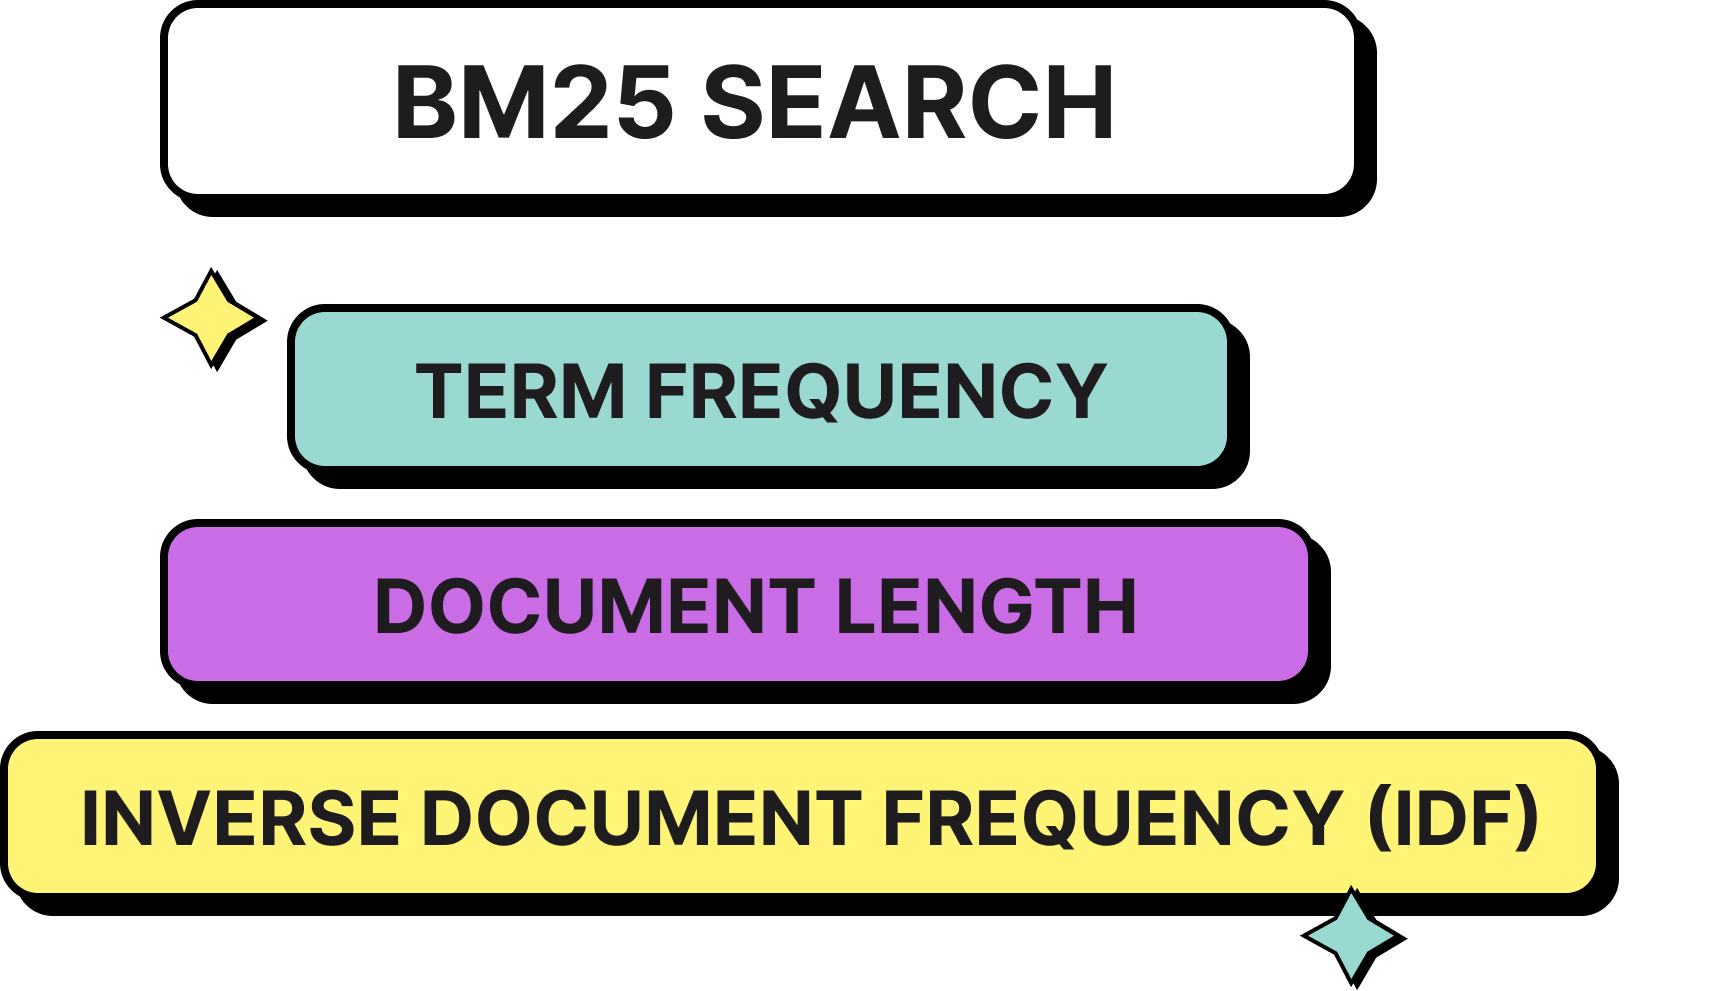 BM25 SEARCH
TERM FREQUENCY
DOCUMENT LENGTH
INVERSE DOCUMENT FREQUENCY (IDF)